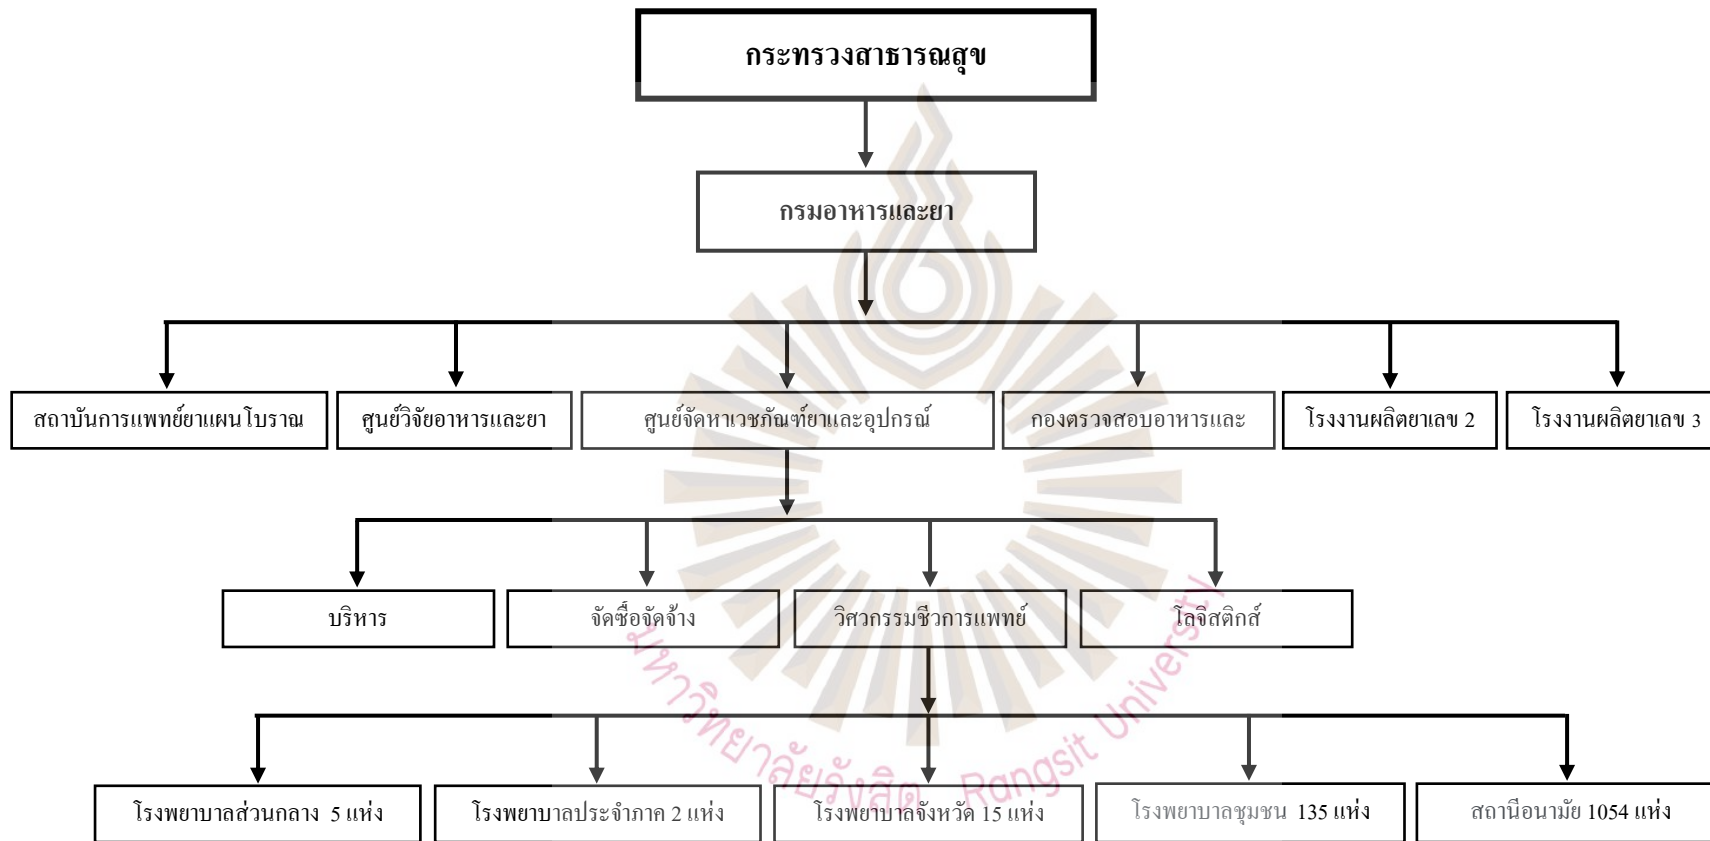 กระทรวงสาธารณสุข
กรมอาหารและยา
สถาบันการแพทย์ยาแผนโบราณ
ศูนย์วิจัยอาหารและยา
ศูนย์จัดหาเวชภัณฑ์ยาและอุปกรณ์
กองตรวจสอบอาหารและ
โรงงานผลิตยาเลข 2
โรงงานผลิตยาเลข 3
บริหาร
จัดซื้อจัดจ้าง
วิศวกรรมชีวการแพทย์
โลจิสติกส์
โรงพยาบาลส่วนกลาง 5 แห่ง
โรงพยาบาลประจำภาค 2 แห่ง
โรงพยาบาลจังหวัด 15 แห่ง
โรงพยาบาลชุมชน 135 แห่ง
สถานีอนามัย 1054 แห่ง
มหาวิทยาลัยรังสิต Rangsit University